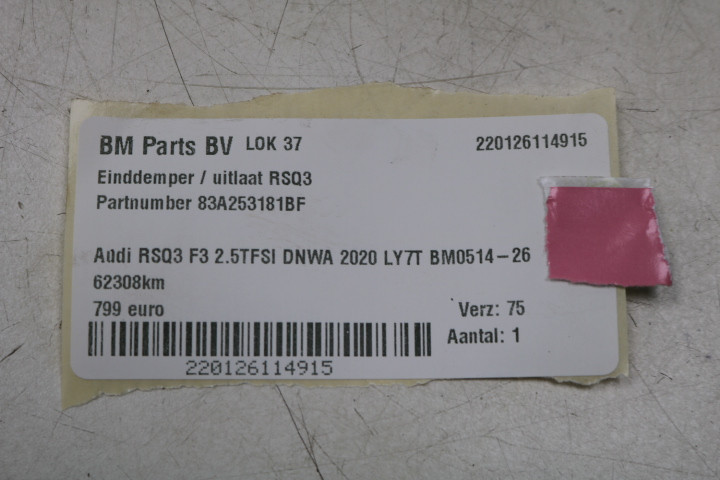 BM Parts BV LOK 37 220126114915
Einddemper / uitlaat RSQ3
Partnumber 83A253181BF
Audi RSQ3 F3 2.5TFSI DNWA 2020 LY7T BM0514-26
62308km
799 euro Verz: 75
Aantal: 1
220126114915